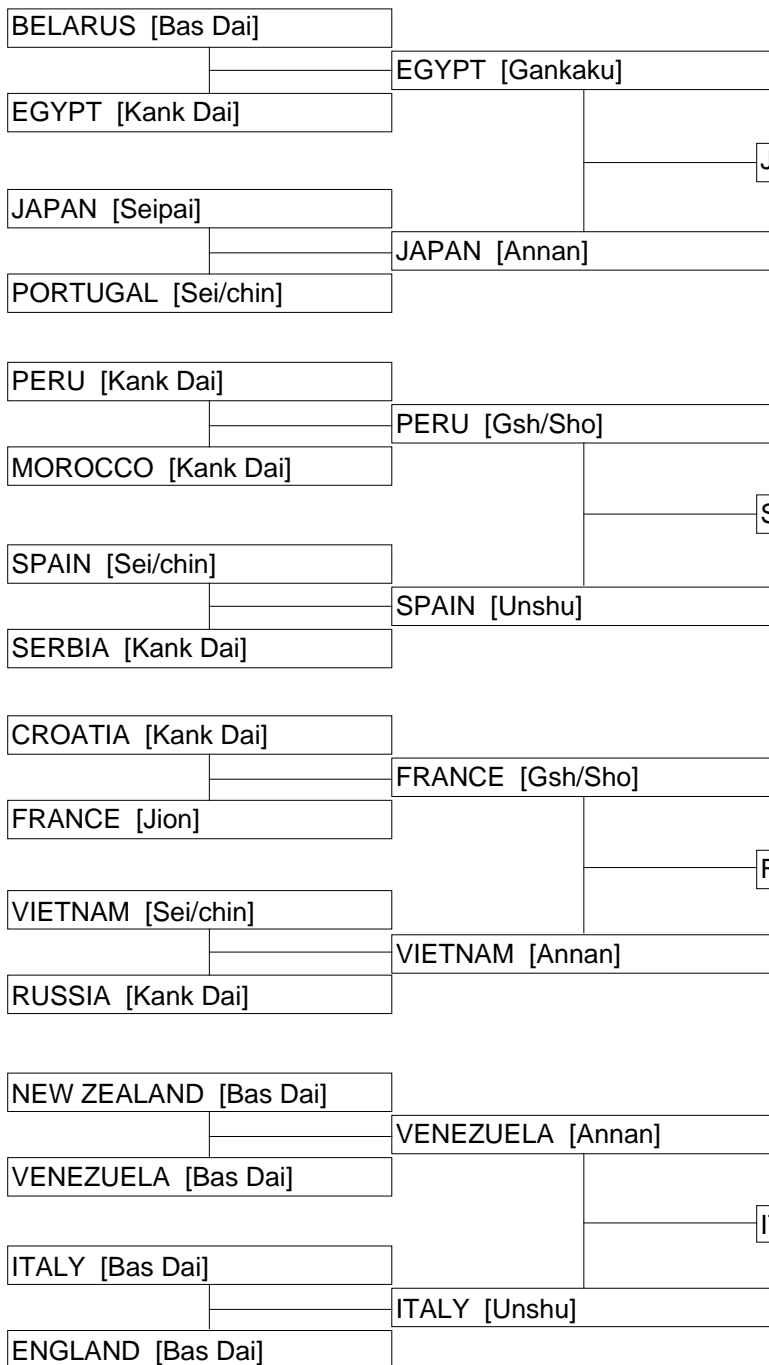 BELARUS [Bas Dai]
EGYPT [Gankaku]
EGYPT [Kank Dai]
JAPAN [Seipai]
JAPAN [Annan]
PORTUGAL [Sei/chin]
PERU [Kank Dai]
PERU [Gsh/Sho]
MOROCCO [Kank Dai]
SPAIN [Sei/chin]
SPAIN [Unshu]
SERBIA [Kank Dai]
CROATIA [Kank Dai]
FRANCE [Gsh/Sho]
FRANCE [Jion]
VIETNAM [Sei/chin]
VIETNAM [Annan]
RUSSIA [Kank Dai]
NEW ZEALAND [Bas Dai]
VENEZUELA [Annan]
VENEZUELA [Bas Dai]
ITALY [Bas Dai]
ITALY [Unshu]
ENGLAND [Bas Dai]